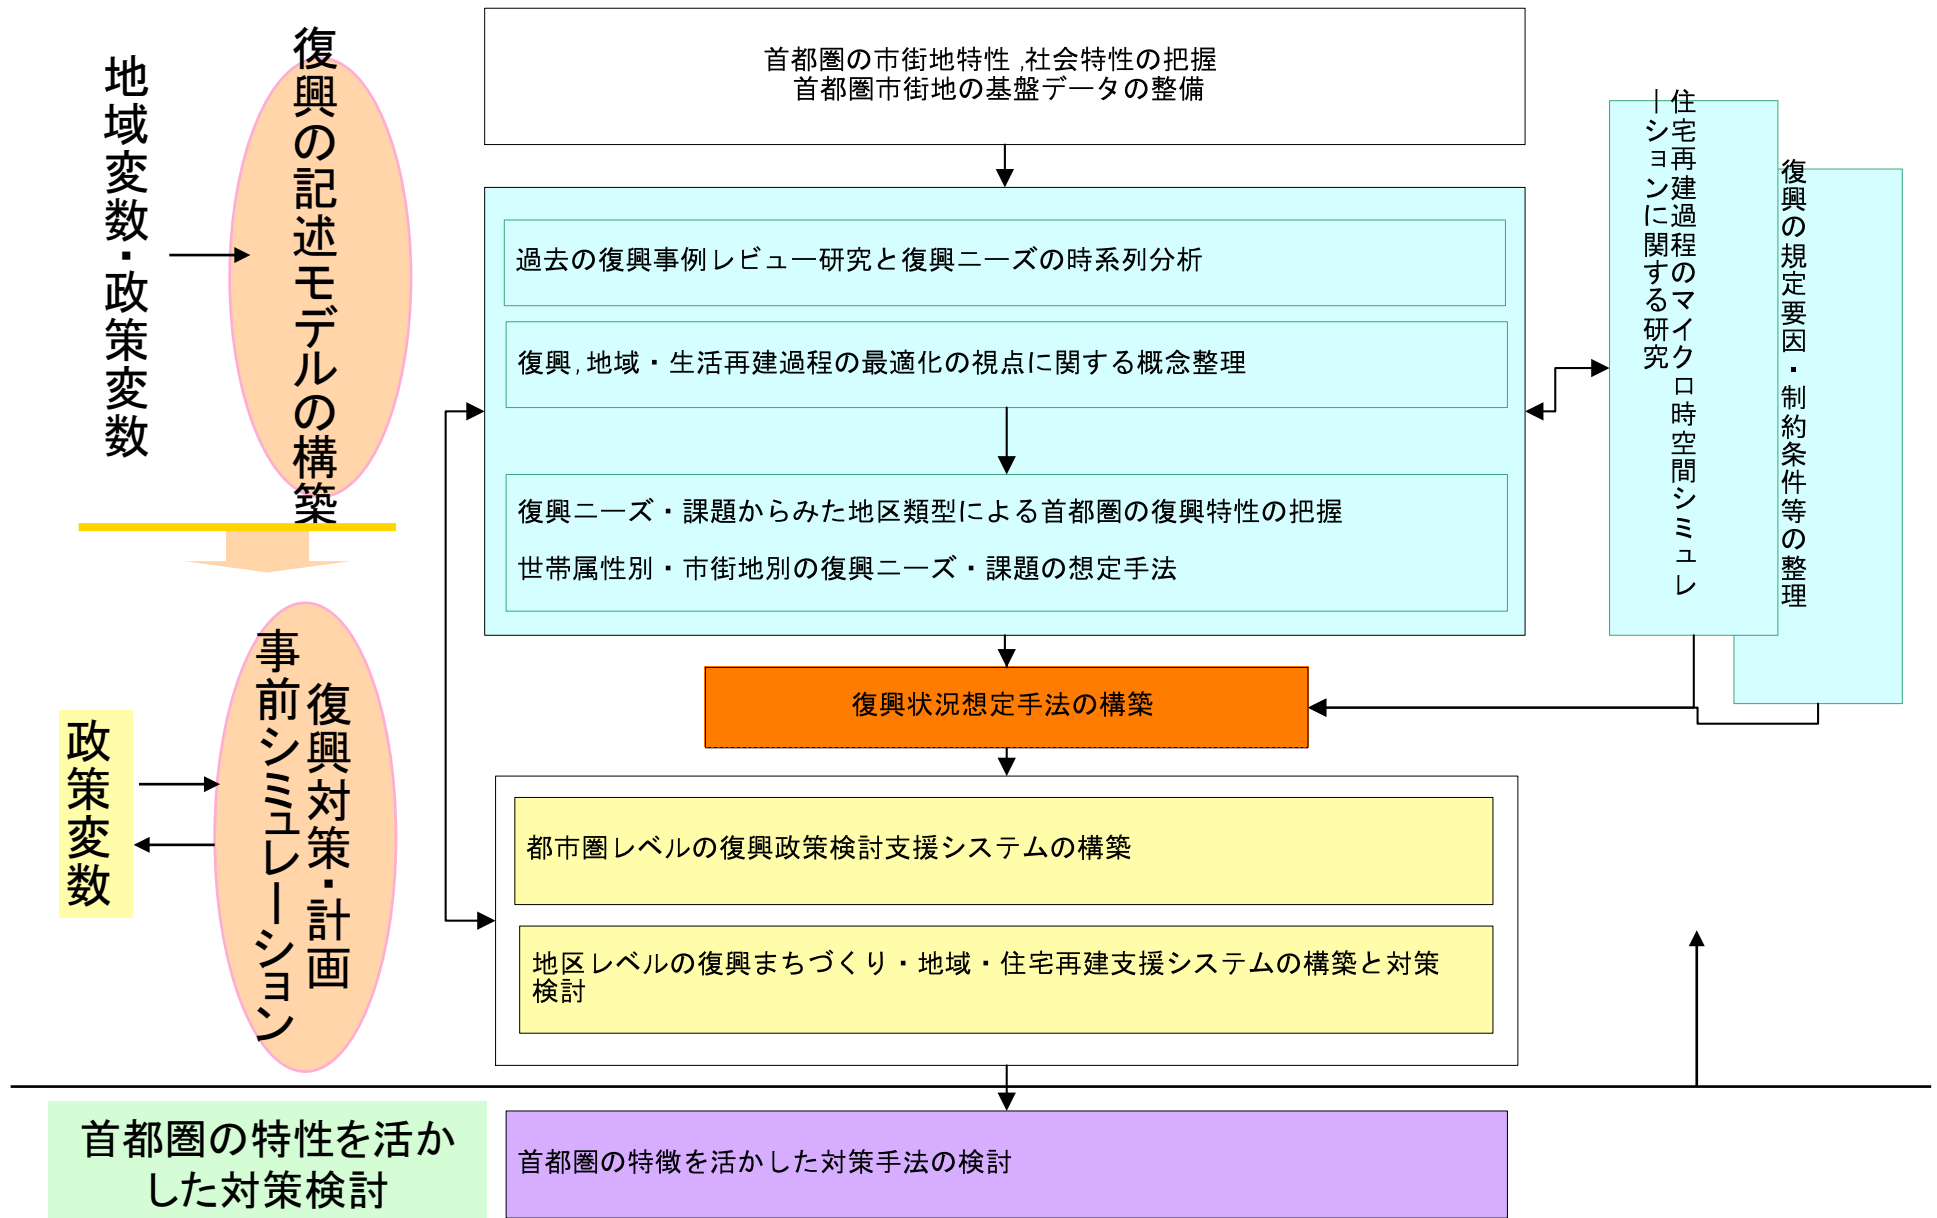 地域変数・政策変数
復興の記述モデルの構築
首都圏の市街地特性,社会特性の把握
首都圏市街地の基盤データの整備
過去の復興事例レビュー研究と復興ニーズの時系列分析
復興,地域・生活再建過程の最適化の視点に関する概念整理
復興ニーズ・課題からみた地区類型による首都圏の復興特性の把握
世帯属性別・市街地別の復興ニーズ・課題の想定手法
住宅再建過程のマイクロ時空間シミュレ
ーションに関する研究
復興の規定要因・制約条件等の整理
復興状況想定手法の構築
政策変数
復興対策・計画
事前シミュレーション
都市圏レベルの復興政策検討支援システムの構築
地区レベルの復興まちづくり・地域・住宅再建支援システムの構築と対策
検討
首都圏の特性を活か
した対策検討
首都圏の特徴を活かした対策手法の検討